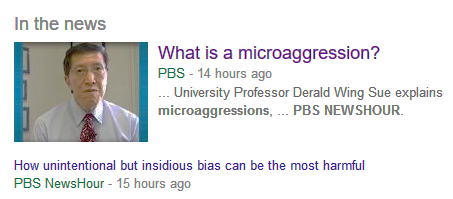 In the news
What is a microaggression?
PBS - 14 hours ago
... University Professor Derald Wing Sue explains
microaggressions, ... PBS NEWSHOUR.
How unintentional but insidious bias can be the most harmful
PBS NewsHour - 15 hours ago